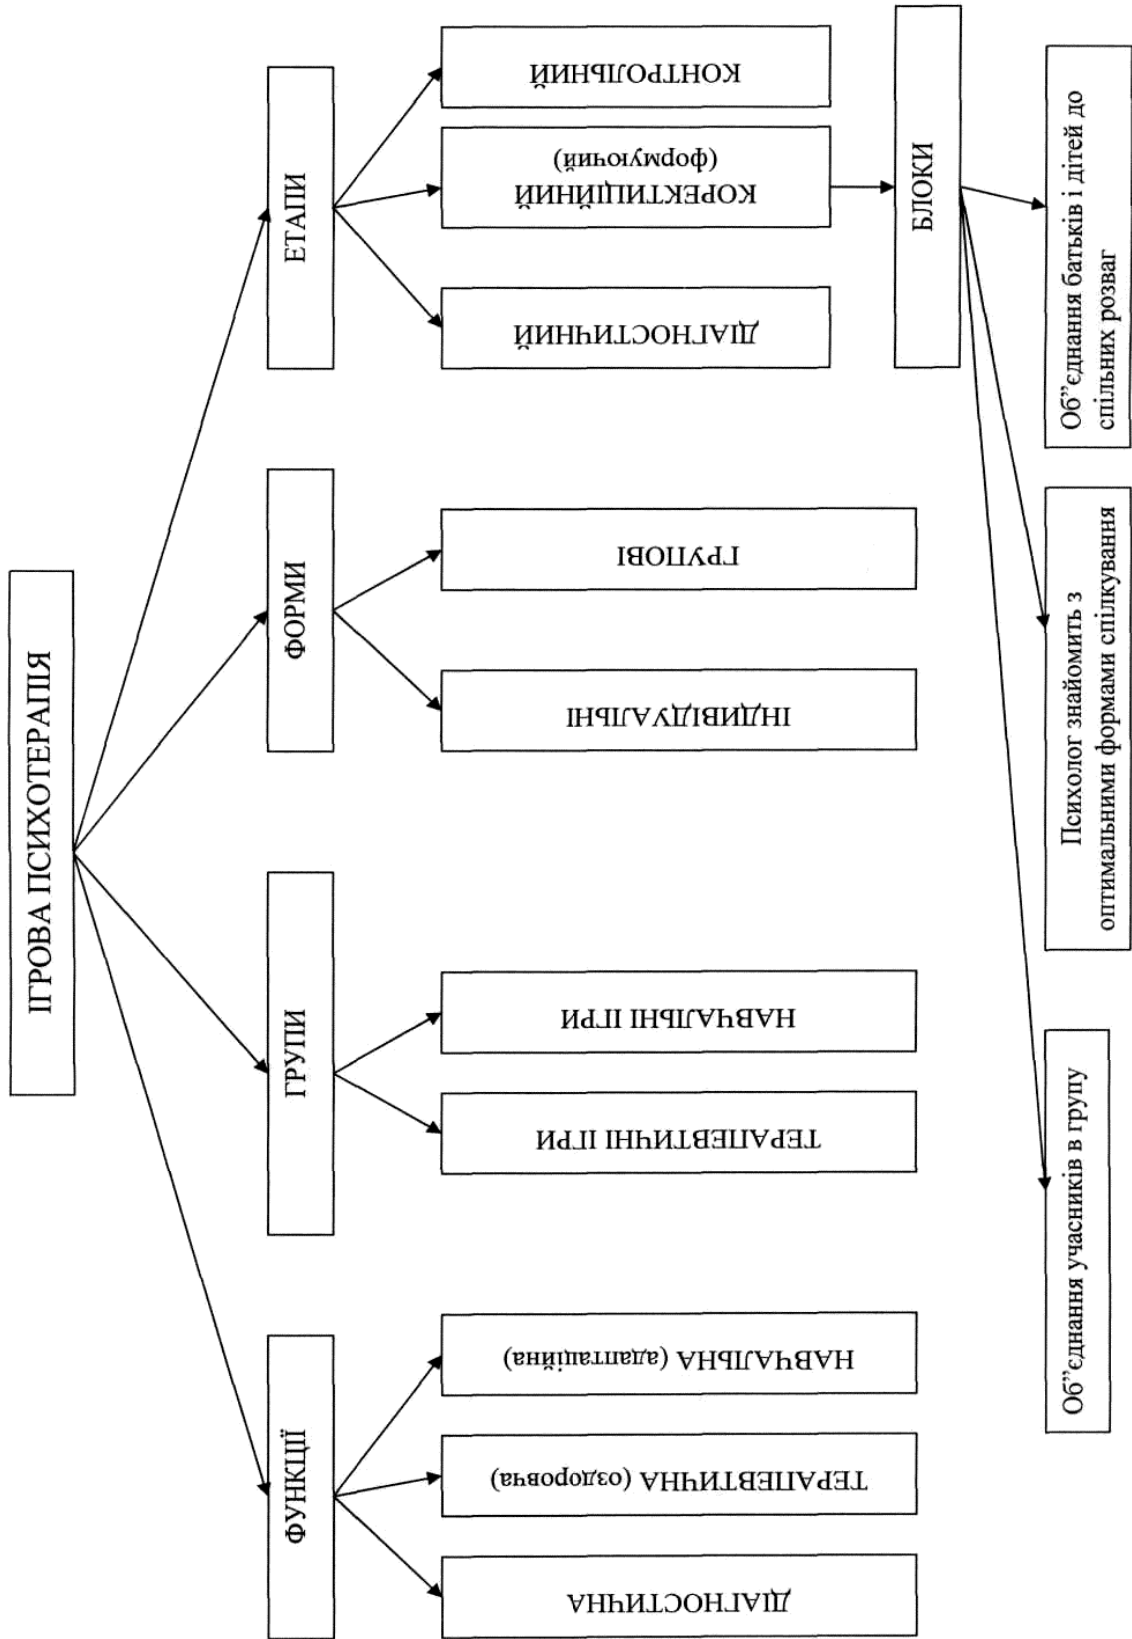 ІГРОВА ПСИХОТЕРАПІЯ
ФУНКЦІЇ
ГРУПИ
ФОРМИ
ЕТАПИ
ДІАГНОСТИЧНА
ТЕРАПЕВТИЧНА (оздоровча)
НАВЧАЛЬНА (адаптаційна)
ТЕРАПЕВТИЧНІ ІГРИ
НАВЧАЛЬНІ ІГРИ
ІНДИВІДУАЛЬНІ
ГРУПОВІ
ДІАГНОСТИЧНИЙ
КОРЕКТИЦІЙНИЙ
(формуючий)
КОНТРОЛЬНИЙ
БЛОКИ
Об”єднання учасників в групу
Психолог знайомить з
оптимальними формами спілкування
Об”єднання батьків і дітей до
спільних розваг